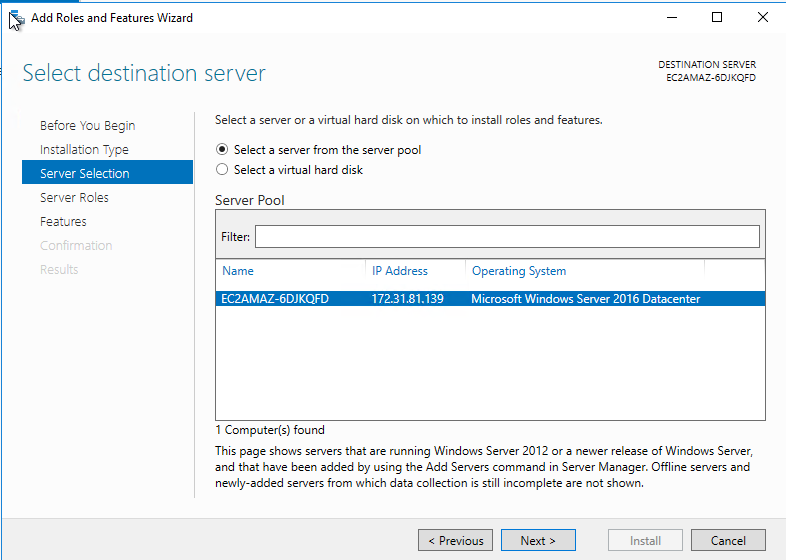 Add Roles and Features Wizard
Select destination server
DESTINATION SERVER
EC2AMAZ-6DJKQFD
Before You Begin
Installation Type
Server Selection
Server Roles
Features
Confirmation
Results
Select a server or a virtual hard disk on which to install roles and features.
Select a server from the server pool
Select a virtual hard disk
Server Pool
Filter:
Name IP Address Operating System
EC2AMAZ-6DJKQFD 172.31.81.139 Microsoft Windows Server 2016 Datacenter
1 Computer(s) found
This page shows servers that are running Windows Server 2012 or a newer release of Windows Server,
and that have been added by using the Add Servers command in Server Manager. Offline servers and
newly-added servers from which data collection is still incomplete are not shown.
< Previous Next > Install Cancel